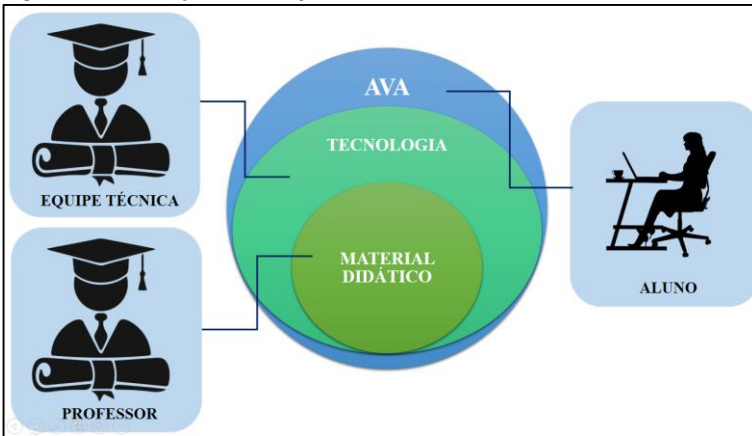 EQUIPE TÉCNICA
PROFESSOR
AVA
TECNOLOGIA
MATERIAL
DIDÁTICO
ALUNO